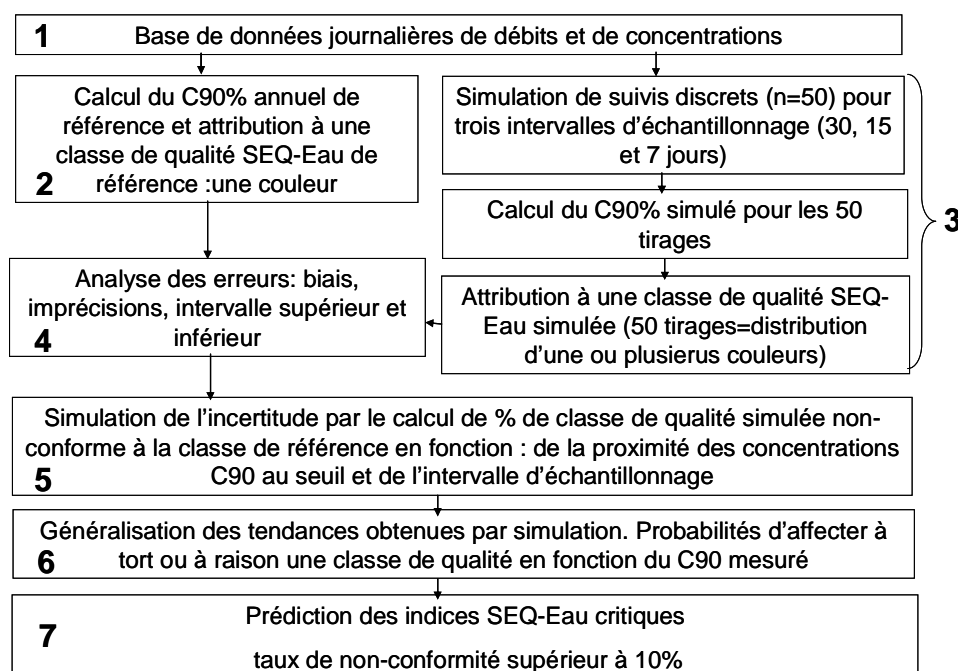 1 Base de données journalières de débits et de concentrations
Calcul du C90% annuel de
référence et attribution à une
classe de qualité SEQ-Eau de
2 référence :une couleur
Simulation de suivis discrets (n=50) pour
trois intervalles d'échantillonnage (30, 15
et 7 jours)
Calcul du C90% simulé pour les 50
tirages
3
Attribution à une classe de qualité SEQ-
Eau simulée (50 tirages=distribution
d'une ou plusierus couleurs)
Analyse des erreurs: biais,
imprécisions, intervalle supérieur et
4 inférieur
Simulation de l'incertitude par le calcul de % de classe de qualité simulée non-
conforme à la classe de référence en fonction : de la proximité des concentrations
5 C90 au seuil et de l'intervalle d'échantillonnage
Généralisation des tendances obtenues par simulation. Probabilités d'affecter à
6 tort ou à raison une classe de qualité en fonction du C90 mesuré
Prédiction des indices SEQ-Eau critiques
7
taux de non-conformité supérieur à 10%